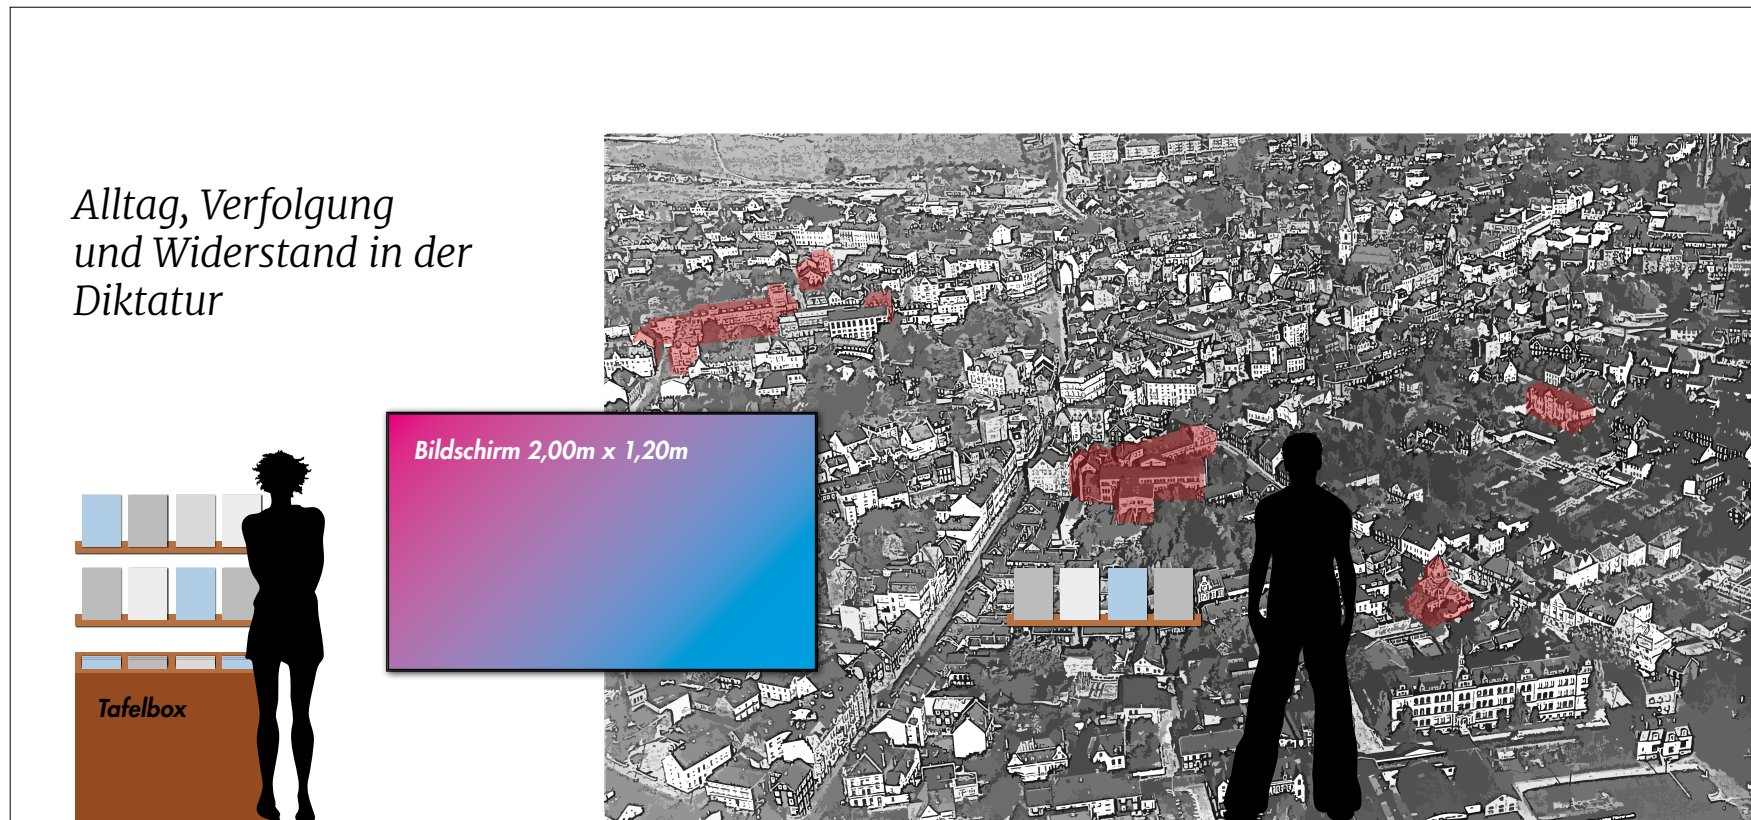 Alltag, Verfolgung
und Widerstand in der
Diktatur
Bildschirm 2,00m x 1,20m
Tafelbox